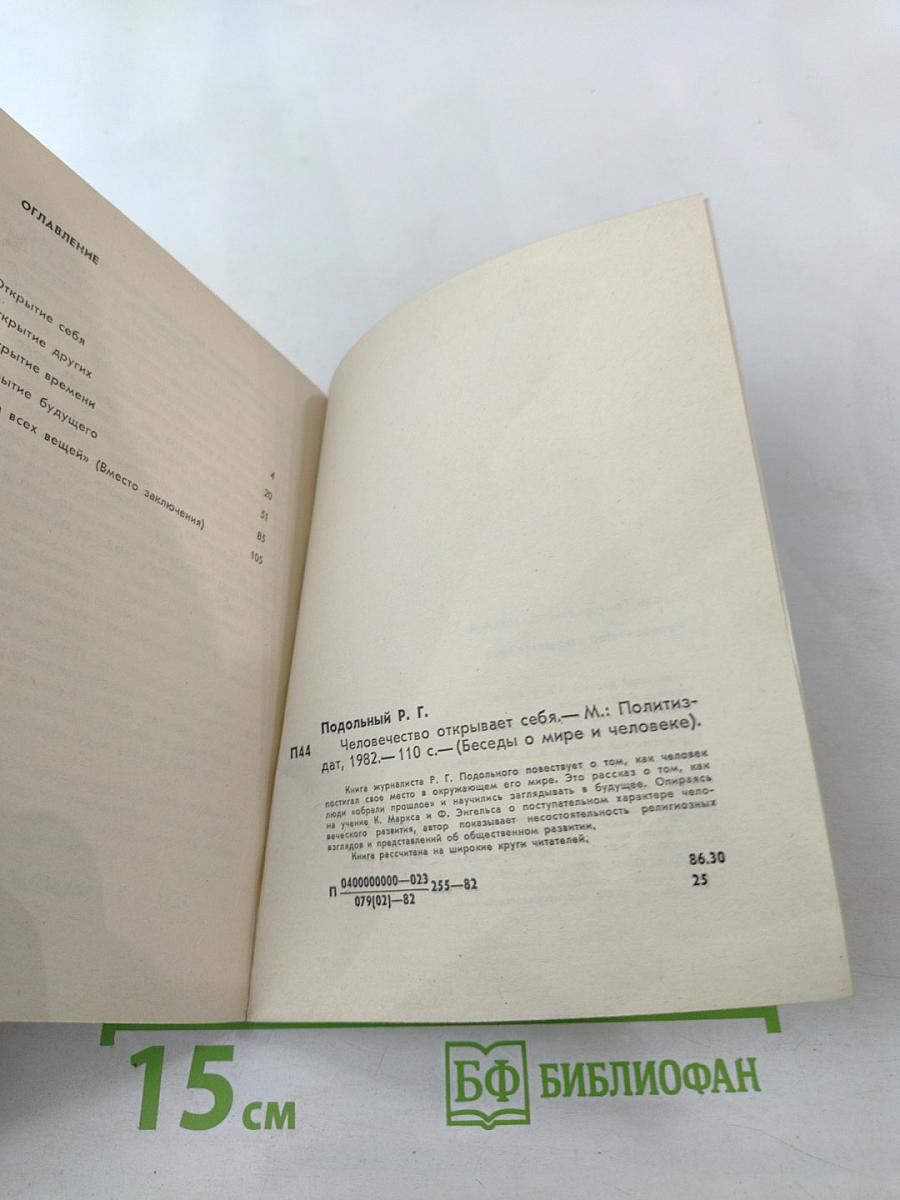 ОГЛАВЛЕНИЕ
Открытие себя
крытие других
рытие времени
ытие будущего
всех вещей» (Вместо заключения)
4
20
51
85
105
Подольный Р. Г.
П44
Человечество открывает себя.— М.: Политиз-
дат, 1982.— 110 с.— (Беседы о мире и человеке).
Книга журналиста Р. Г. Подольного повествует о том, как человек
постигал свое место в окружающем его мире. Это рассказ о том, как
люди «обрели прошлое» и научились заглядывать в будущее. Опираясь
на учение К. Маркса и Ф. Энгельса о поступательном характере чело-
веческого развития, автор показывает несостоятельность религиозных
взглядов и представлений об общественном развитии.
Книга рассчитана на широкие круги читателей.
П 0400000000—023 255—82
079(02)—82
86.30
25
15 см
БФ БИБЛИОФАН